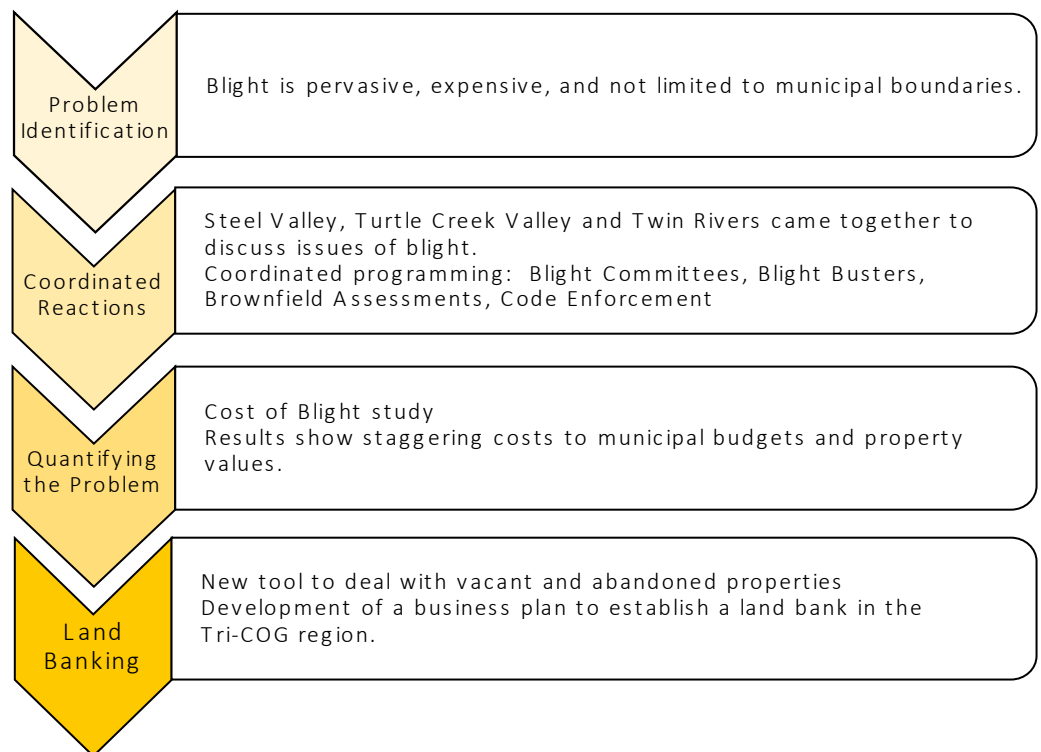 Problem
Identification
Blight is pervasive, expensive, and not limited to municipal boundaries.
Coordinated
Reactions
Steel Valley, Turtle Creek Valley and Twin Rivers came together to
discuss issues of blight.
Coordinated programming: Blight Committees, Blight Busters,
Brownfield Assessments, Code Enforcement
Quantifying
the Problem
Cost of Blight study
Results show staggering costs to municipal budgets and property
values.
Land
Banking
New tool to deal with vacant and abandoned properties
Development of a business plan to establish a land bank in the
Tri-COG region.